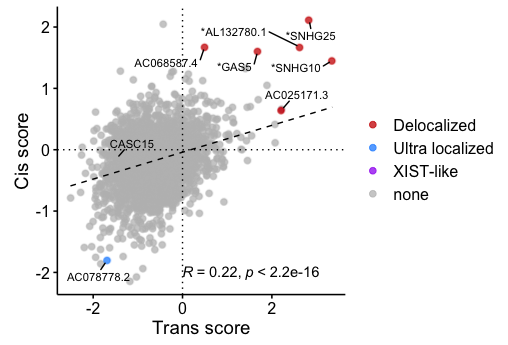 2
1
0
-1
-2
-2
0
2
Cis score
Trans score
*AL132780.1
*SNHG25
AC068587.4
*GAS5
*SNHG10
AC025171.3
CASC15
AC078778.2
R = 0.22, p < 2.2e-16
Delocalized
Ultra localized
XIST-like
none